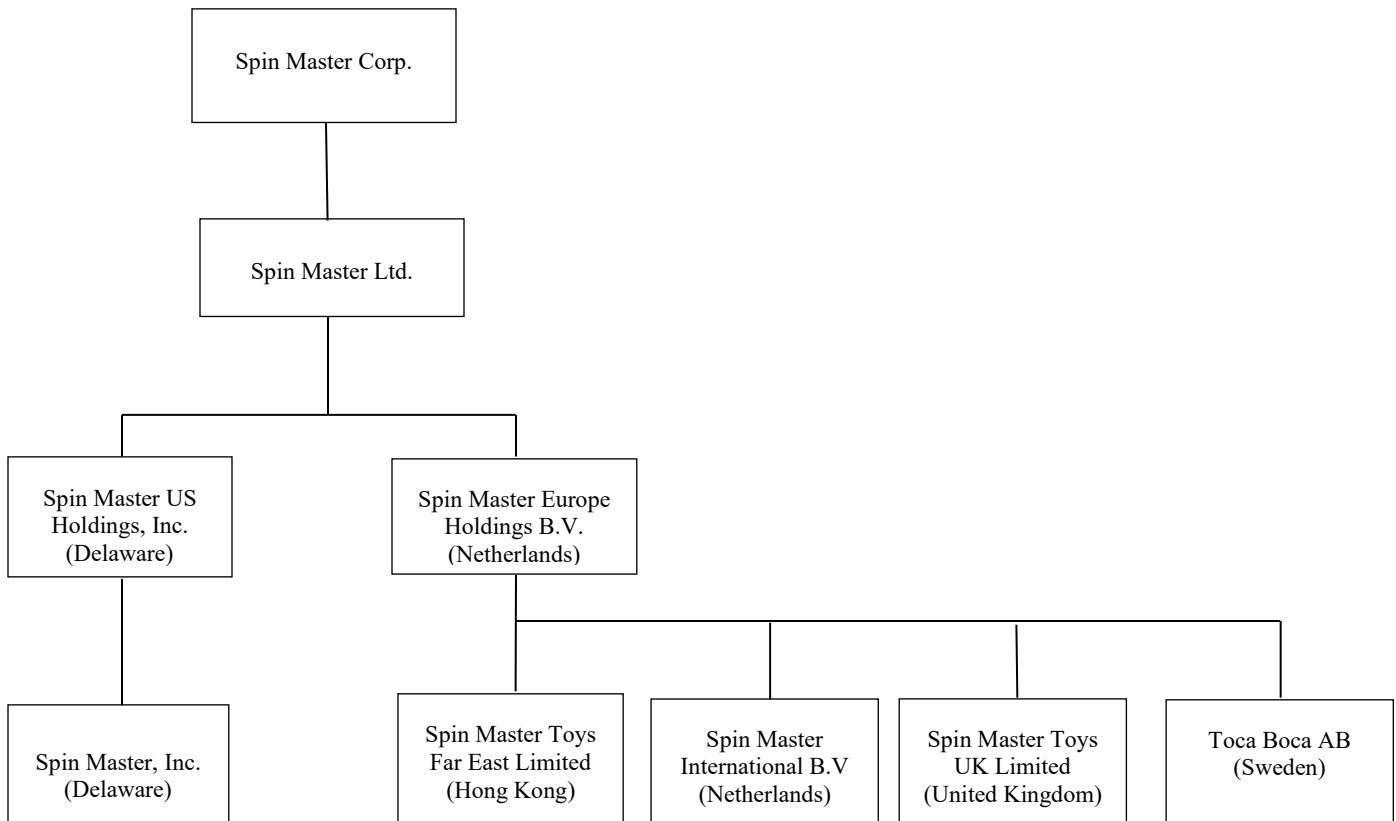 Spin Master Corp.
Spin Master Ltd.
Spin Master US
Holdings, Inc.
(Delaware)
Spin Master Europe
Holdings B.V.
(Netherlands)
Spin Master, Inc.
(Delaware)
Spin Master Toys
Far East Limited
(Hong Kong)
Spin Master
International B.V
(Netherlands)
Spin Master Toys
UK Limited
(United Kingdom)
Toca Boca AB
(Sweden)